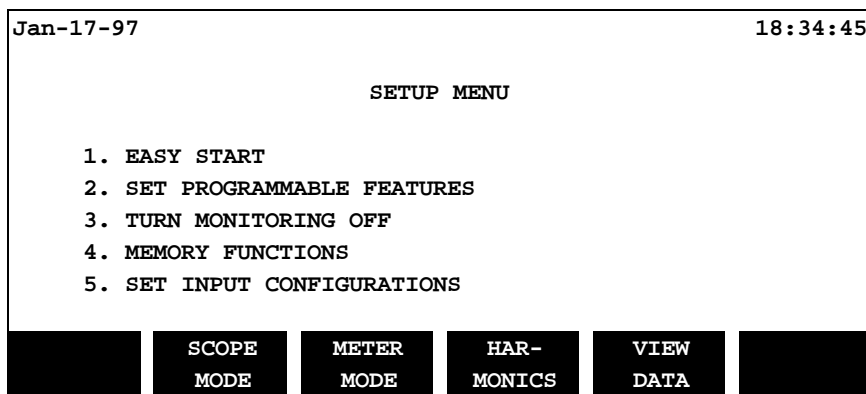 Jan-17-97 18:34:45
SETUP MENU
1. EASY START
2. SET PROGRAMMABLE FEATURES
3. TURN MONITORING OFF
4. MEMORY FUNCTIONS
5. SET INPUT CONFIGURATIONS
SCOPE METER HAR- VIEW
MODE MODE MONICS DATA